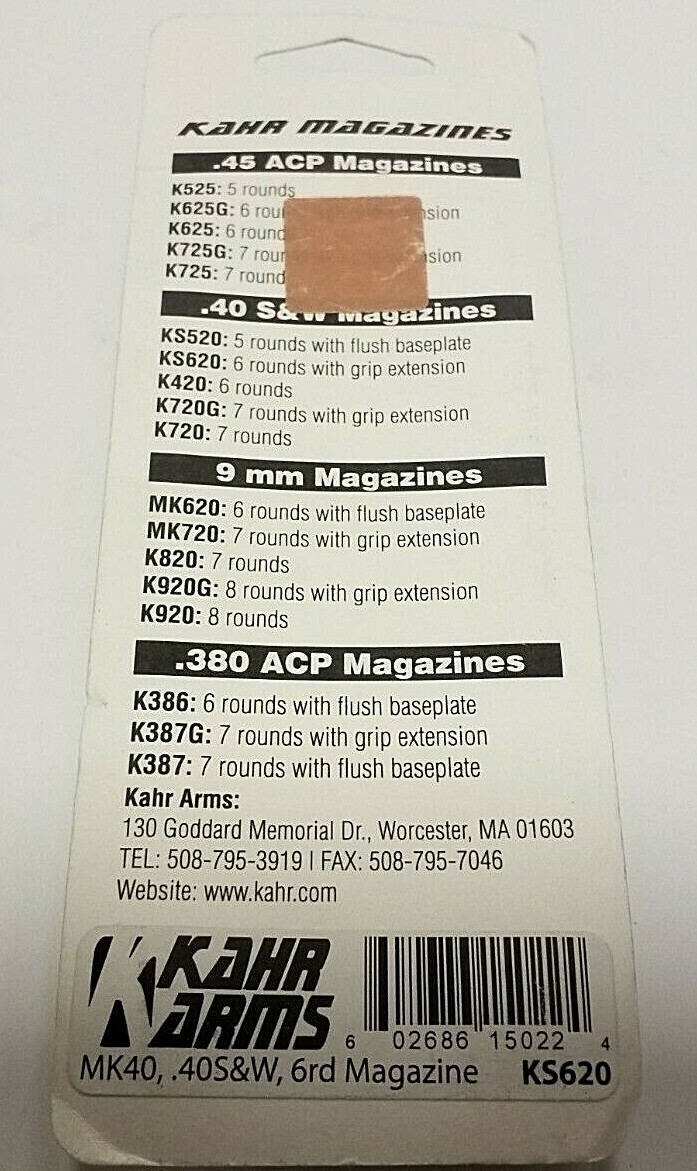 KAHR MAGAZINES
.45 ACP Magazines
K525: 5 rounds
K625G: 6
K625: 6
K725G: 7
K725: 7
.40 S&W Magazines
KS520: 5 rounds with flush baseplate
KS620: 6 rounds with grip extension
K420: 6 rounds
K720G: 7 rounds with grip extension
K720: 7 rounds
9 mm Magazines
MK620: 6 rounds with flush baseplate
MK720: 7 rounds with grip extension
K820: 7 rounds
K920G: 8 rounds with grip extension
K920: 8 rounds
.380 ACP Magazines
K386: 6 rounds with flush baseplate
K387G: 7 rounds with grip extension
K387: 7 rounds with flush baseplate
Kahr Arms:
130 Goddard Memorial Dr., Worcester, MA 01603
TEL: 508-795-3919 | FAX: 508-795-7046
Website: www.kahr.com
KAHR
ARMS
6 02686 15022 4
MK40, .40S&W, 6rd Magazine KS620